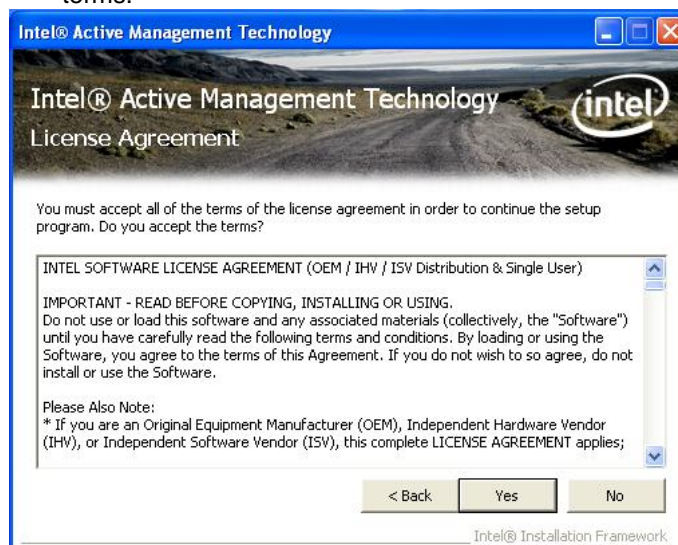 terms.
Intel® Active Management Technology
Intel® Active Management Technology
intel
License Agreement
You must accept all of the terms of the license agreement in order to continue the setup
program. Do you accept the terms?
INTEL SOFTWARE LICENSE AGREEMENT (OEM / IHV / ISV Distribution & Single User)
IMPORTANT - READ BEFORE COPYING, INSTALLING OR USING.
Do not use or load this software and any associated materials (collectively, the "Software")
until you have carefully read the following terms and conditions. By loading or using the
Software, you agree to the terms of this Agreement. If you do not wish to so agree, do not
install or use the Software.
Please Also Note:
* If you are an Original Equipment Manufacturer (OEM), Independent Hardware Vendor
(IHV), or Independent Software Vendor (ISV), this complete LICENSE AGREEMENT applies;
< Back Yes No
Intel® Installation Framework